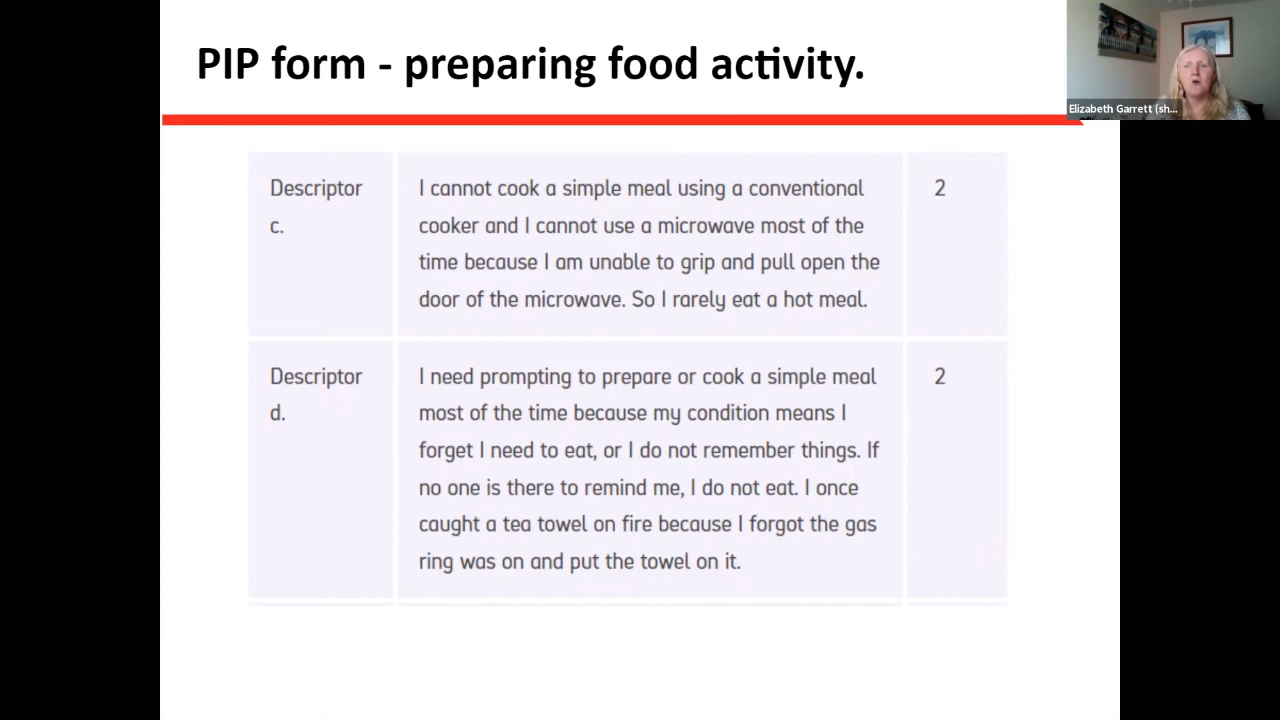 PIP form - preparing food activity.
Elizabeth Garrett (sh...
Descriptor
c.
I cannot cook a simple meal using a conventional
cooker and I cannot use a microwave most of the
time because I am unable to grip and pull open the
door of the microwave. So I rarely eat a hot meal.
2
Descriptor
d.
I need prompting to prepare or cook a simple meal
most of the time because my condition means I
forget I need to eat, or I do not remember things. If
no one is there to remind me, I do not eat. I once
caught a tea towel on fire because I forgot the gas
ring was on and put the towel on it.
2